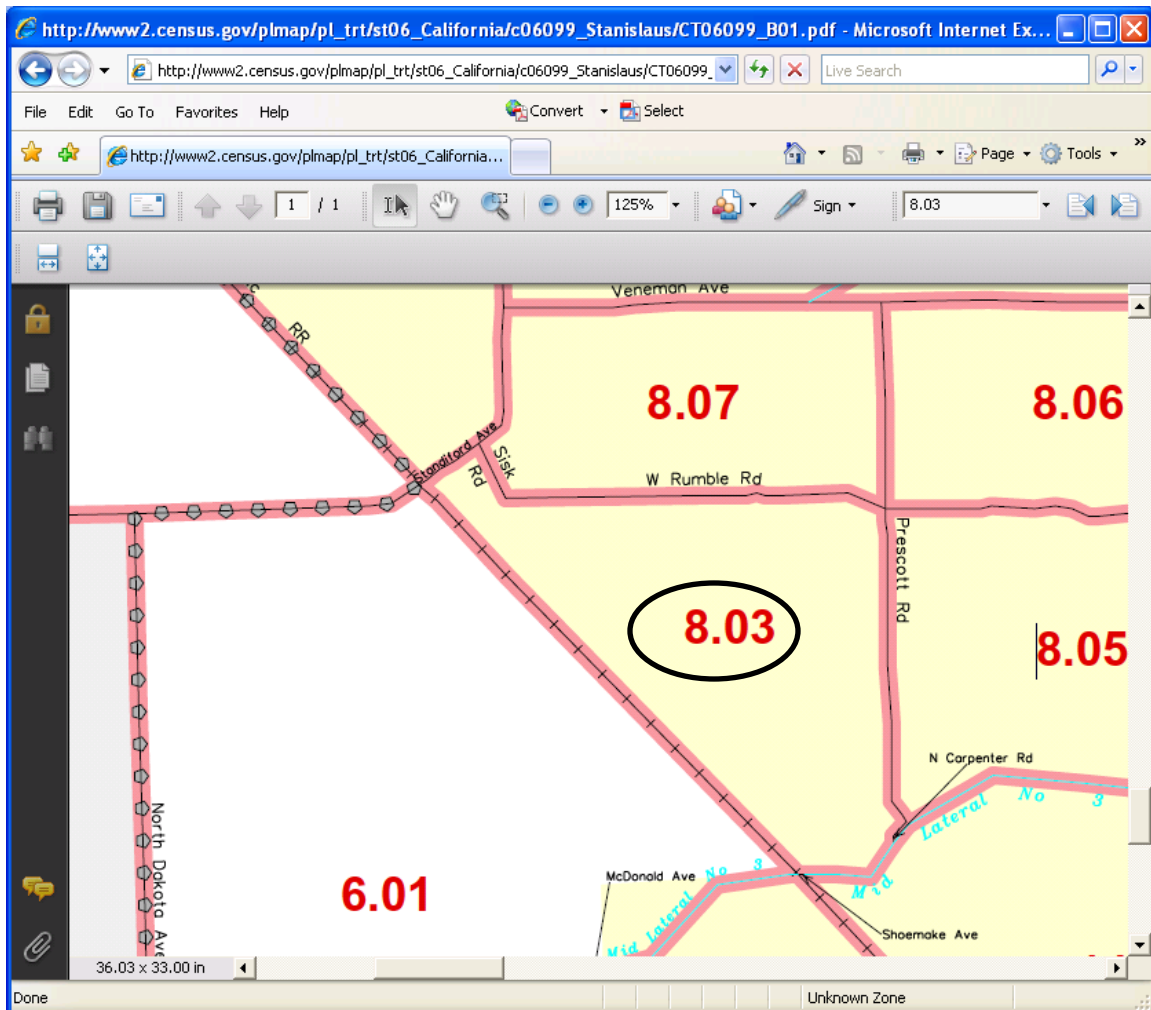 http://www2.census.gov/plmap/pl_trt/st06_California/c06099_Stanislaus/CT06099_B01.pdf - Microsoft Internet Ex...
http://www2.census.gov/plmap/pl_trt/st06_California/c06099_Stanislaus/CT06099_
Live Search
File Edit Go To Favorites Help
Convert Select
http://www2.census.gov/plmap/pl_trt/st06_California...
Page Tools »
1 / 1 125% Sign 8.03
Veneman Ave
RR
8.07
8.06
Standiford Ave
Sisk Rd
W Rumble Rd
Prescott Rd
8.03
8.05
N Carpenter Rd
Mid Lateral No 3
North Dakota Ave
6.01
McDonald Ave
Mid Lateral No 3
Shoemake Ave
36.03 x 33.00 in
Done
Unknown Zone